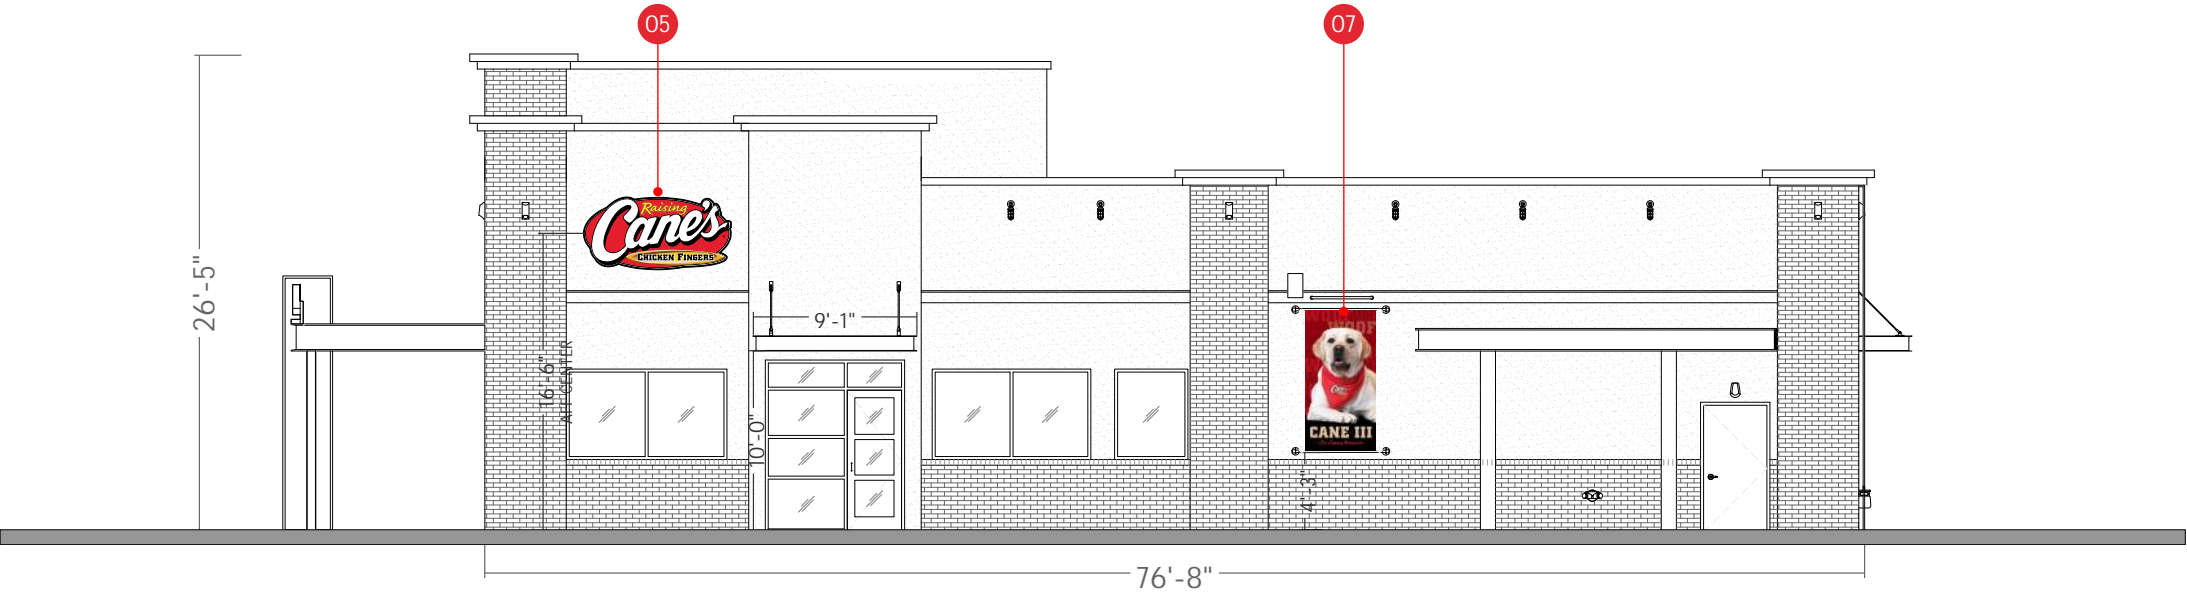 05
07
26'-5"
Raising
Cane's
CHICKEN FINGERS
9'-1"
16'-6"
AFF CENTER
10'-0"
WOOF
CANE III
4'-3"
76'-8"